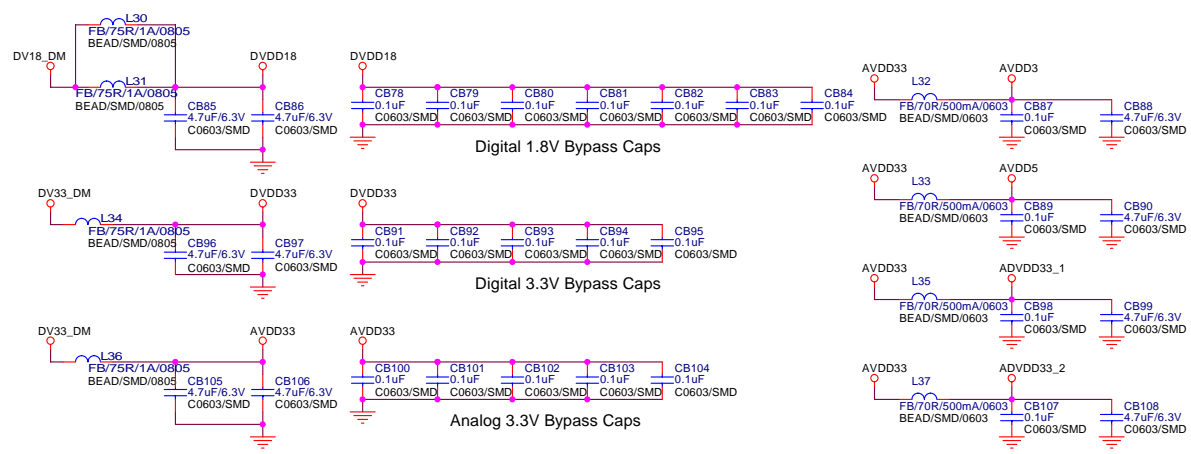 L30
FB/75R/1A/0805
BEAD/SMD/0805
DV18_DM
DVDD18
L31
FB/75R/1A/0805
BEAD/SMD/0805
CB85
4.7uF/6.3V
C0603/SMD
CB86
4.7uF/6.3V
C0603/SMD
DVDD18
CB78
0.1uF
C0603/SMD
CB79
0.1uF
C0603/SMD
CB80
0.1uF
C0603/SMD
CB81
0.1uF
C0603/SMD
CB82
0.1uF
C0603/SMD
CB83
0.1uF
C0603/SMD
CB84
0.1uF
C0603/SMD
Digital 1.8V Bypass Caps
AVDD33
L32
FB/70R/500mA/0603
BEAD/SMD/0603
AVDD3
CB87
0.1uF
C0603/SMD
CB88
4.7uF/6.3V
C0603/SMD
DV33_DM
L34
FB/75R/1A/0805
BEAD/SMD/0805
DVDD33
CB96
4.7uF/6.3V
C0603/SMD
CB97
4.7uF/6.3V
C0603/SMD
DVDD33
CB91
0.1uF
C0603/SMD
CB92
0.1uF
C0603/SMD
CB93
0.1uF
C0603/SMD
CB94
0.1uF
C0603/SMD
CB95
0.1uF
C0603/SMD
Digital 3.3V Bypass Caps
AVDD33
L33
FB/70R/500mA/0603
BEAD/SMD/0603
AVDD5
CB89
0.1uF
C0603/SMD
CB90
4.7uF/6.3V
C0603/SMD
AVDD33
L35
FB/70R/500mA/0603
BEAD/SMD/0603
ADVDD33_1
CB98
0.1uF
C0603/SMD
CB99
4.7uF/6.3V
C0603/SMD
DV33_DM
L36
FB/75R/1A/0805
BEAD/SMD/0805
AVDD33
CB105
4.7uF/6.3V
C0603/SMD
CB106
4.7uF/6.3V
C0603/SMD
AVDD33
CB100
0.1uF
C0603/SMD
CB101
0.1uF
C0603/SMD
CB102
0.1uF
C0603/SMD
CB103
0.1uF
C0603/SMD
CB104
0.1uF
C0603/SMD
Analog 3.3V Bypass Caps
AVDD33
L37
FB/70R/500mA/0603
BEAD/SMD/0603
ADVDD33_2
CB107
0.1uF
C0603/SMD
CB108
4.7uF/6.3V
C0603/SMD